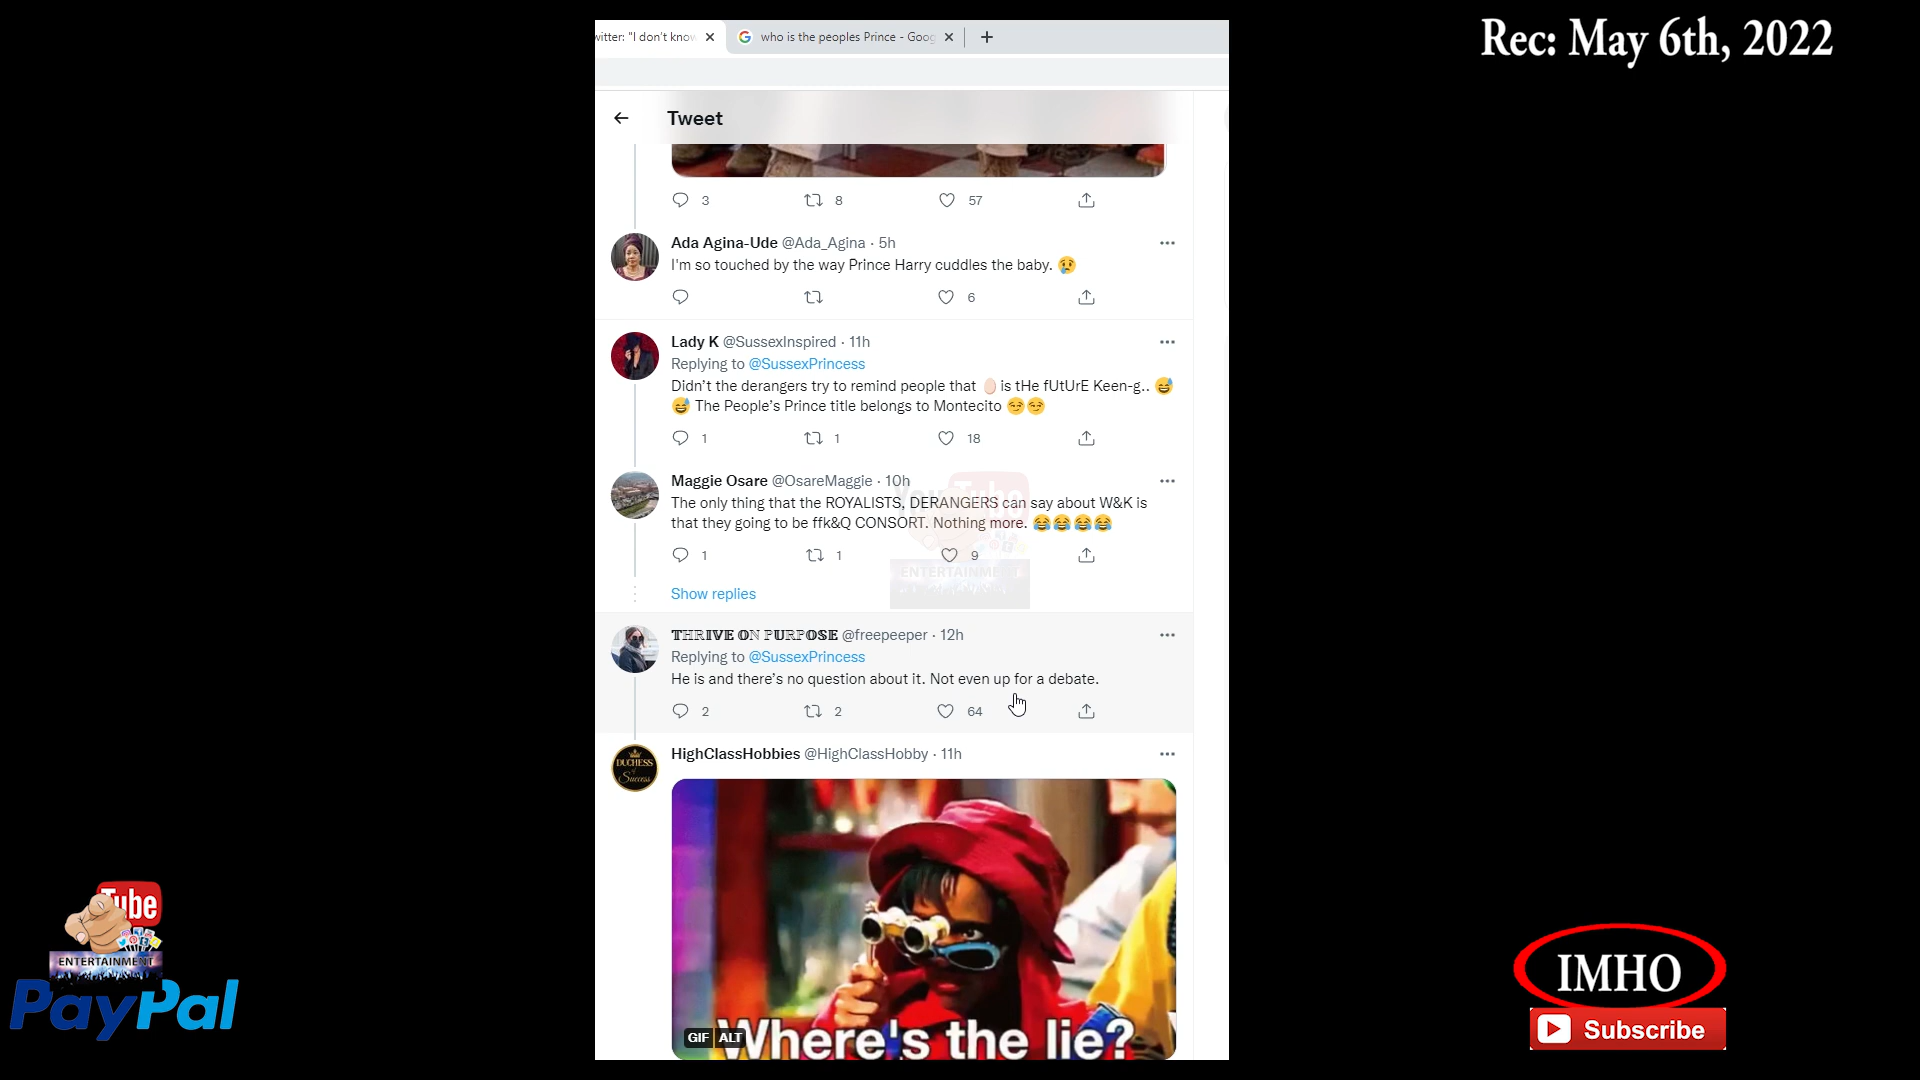 Rec: May 6th, 2022
witter: "I don't know
who is the peoples Prince - Goog
Tweet
3 8 57
Ada Agina-Ude @Ada_Agina · 5h
I'm so touched by the way Prince Harry cuddles the baby. 😢
6
Lady K @SussexInspired · 11h
Replying to @SussexPrincess
Didn't the derangers try to remind people that 🥚 is tHe fUtUrE Keen-g.. 😅
😅 The People's Prince title belongs to Montecito 😏😏
1 1 18
Maggie Osare @OsareMaggie · 10h
The only thing that the ROYALISTS, DERANGERS can say about W&K is
that they going to be ffk&Q CONSORT. Nothing more. 😂😂😂😂
1 1 9
YouTube
ENTERTAINMENT
Show replies
𝕋ℍℝ𝕀𝕍𝔼 𝕆ℕ ℙ𝕌ℝℙ𝕆𝕊𝔼 @freepeeper · 12h
Replying to @SussexPrincess
He is and there's no question about it. Not even up for a debate.
2 2 64
HighClassHobbies @HighClassHobby · 11h
DUCHESS
of
Success
GIF ALT
Where's the lie?
Tube
ENTERTAINMENT
PayPal
IMHO
Subscribe